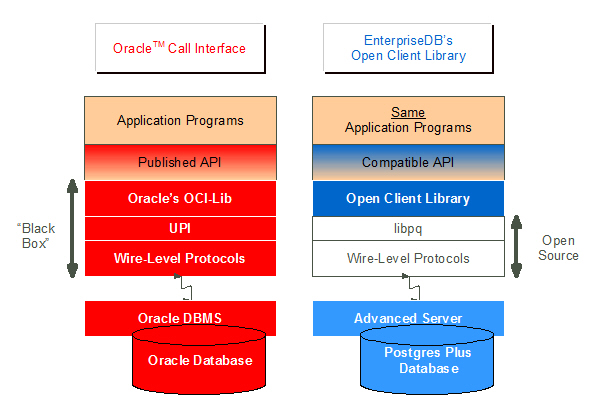 Oracle™ Call Interface
EnterpriseDB's
Open Client Library
Application Programs
Published API
Oracle's OCI-Lib
UPI
Wire-Level Protocols
"Black
Box"
Oracle DBMS
Oracle Database
Same
Application Programs
Compatible API
Open Client Library
libpq
Wire-Level Protocols
Open
Source
Advanced Server
Postgres Plus
Database